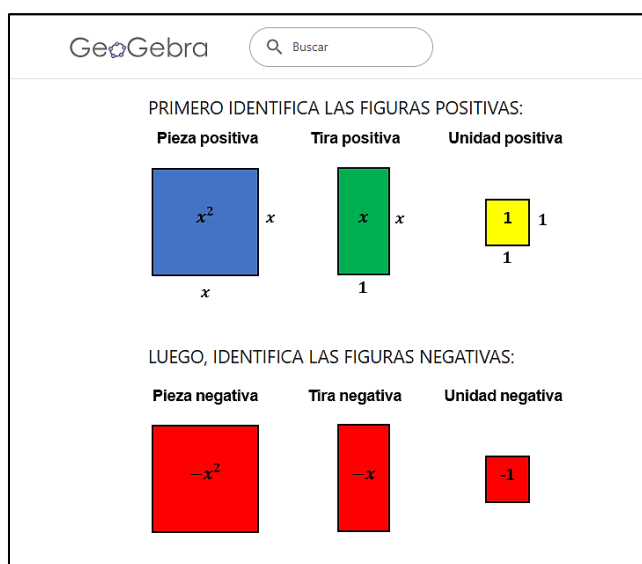 GeoGebra
Buscar
PRIMERO IDENTIFICA LAS FIGURAS POSITIVAS:
Pieza positiva Tira positiva Unidad positiva
x² x x x 1 1
x 1 1
LUEGO, IDENTIFICA LAS FIGURAS NEGATIVAS:
Pieza negativa Tira negativa Unidad negativa
−x² −x -1